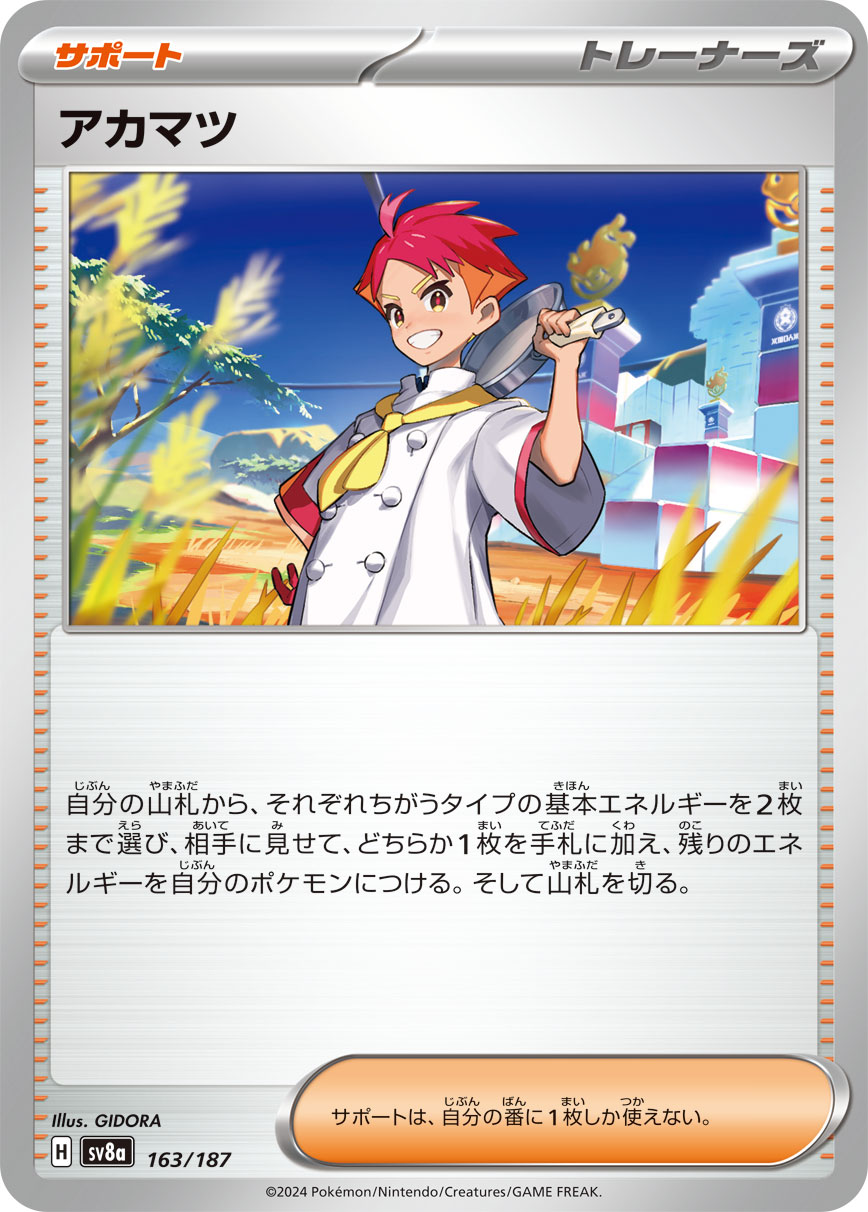 サポート
トレーナーズ
アカマツ
自分の山札から、それぞれちがうタイプの基本エネルギーを2枚
まで選び、相手に見せて、どちらか1枚を手札に加え、残りのエネ
ルギーを自分のポケモンにつける。そして山札を切る。
サポートは、自分の番に1枚しか使えない。
Illus. GIDORA
H sv8a 163/187
©2024 Pokémon/Nintendo/Creatures/GAME FREAK.